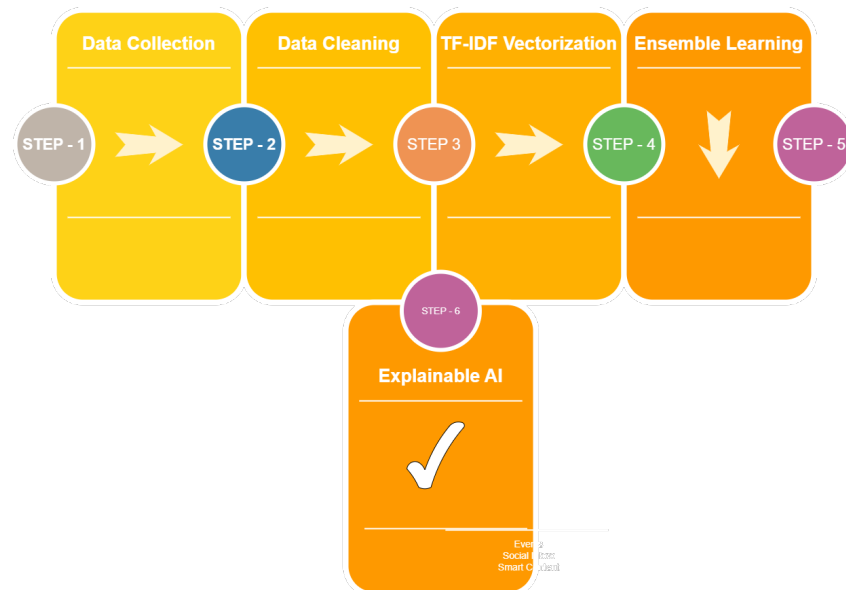 Data Collection
Data Cleaning
TF-IDF Vectorization
Ensemble Learning
STEP - 1
STEP - 2
STEP 3
STEP - 4
STEP - 5
STEP - 6
Explainable AI
Social
Smart